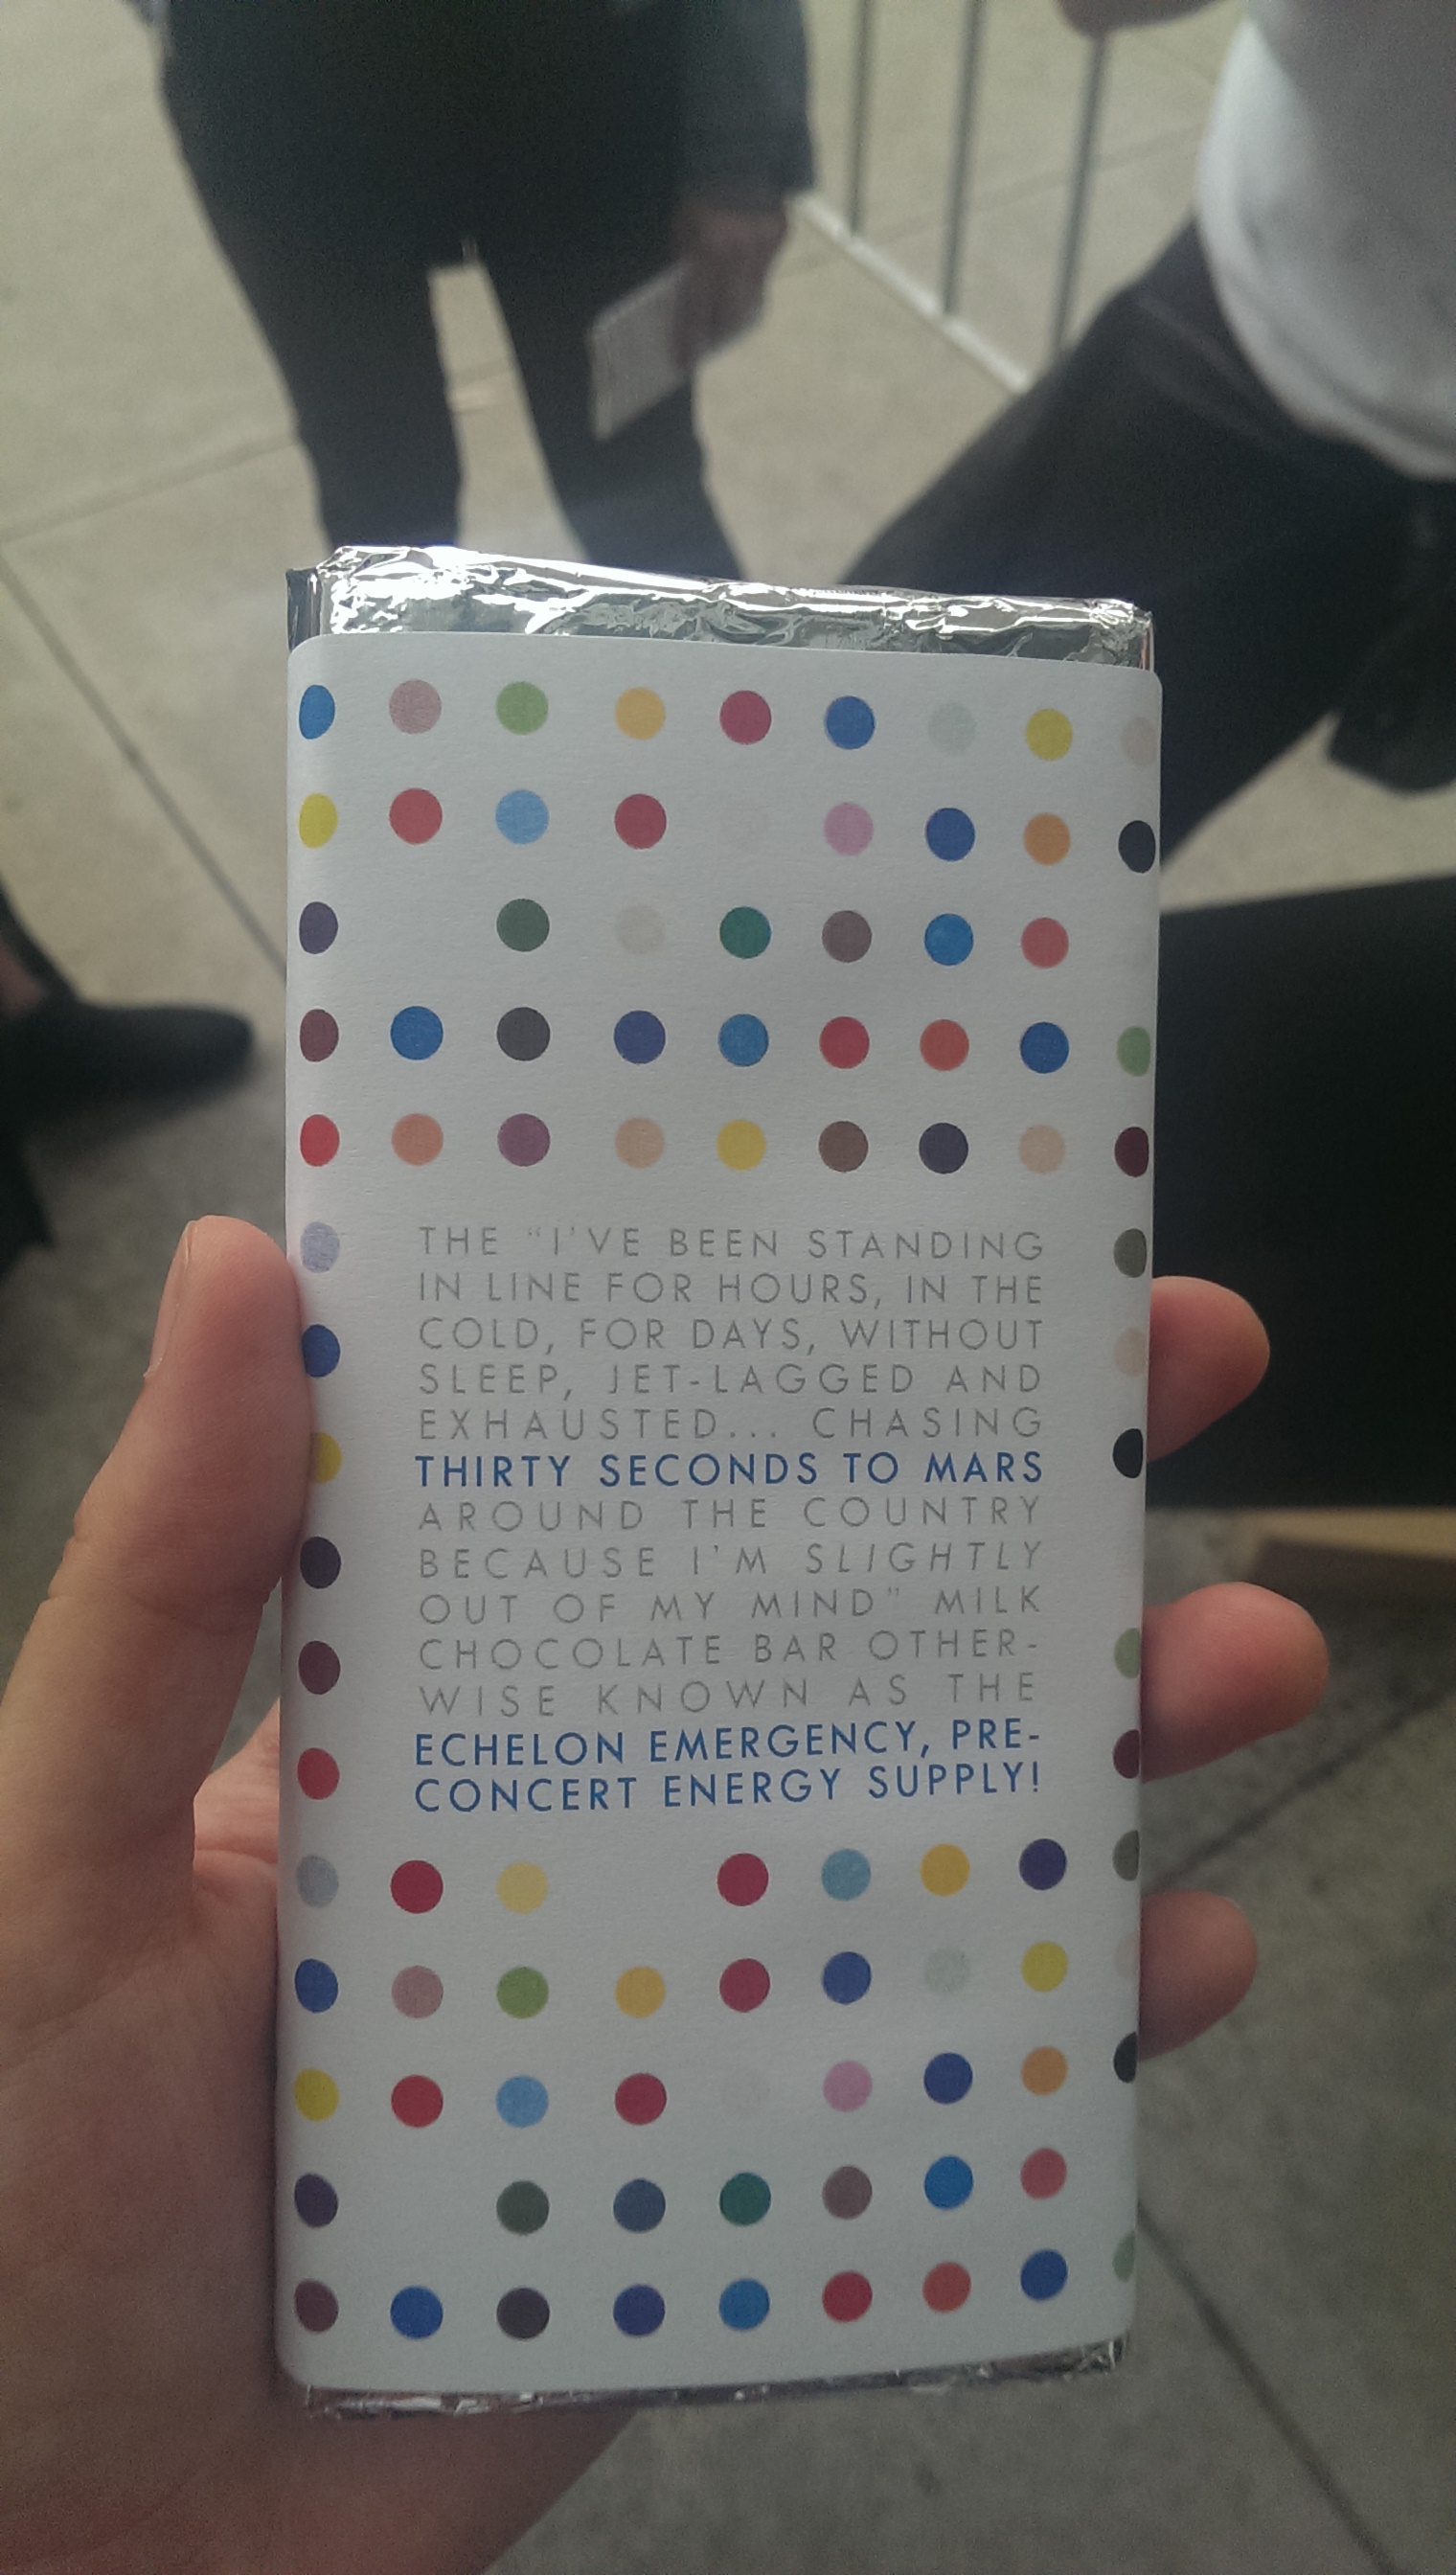 THE "I'VE BEEN STANDING
IN LINE FOR HOURS, IN THE
COLD, FOR DAYS, WITHOUT
SLEEP, JET-LAGGED AND
EXHAUSTED... CHASING
THIRTY SECONDS TO MARS
AROUND THE COUNTRY
BECAUSE I'M SLIGHTLY
OUT OF MY MIND" MILK
CHOCOLATE BAR OTHER-
WISE KNOWN AS THE
ECHELON EMERGENCY, PRE-
CONCERT ENERGY SUPPLY!